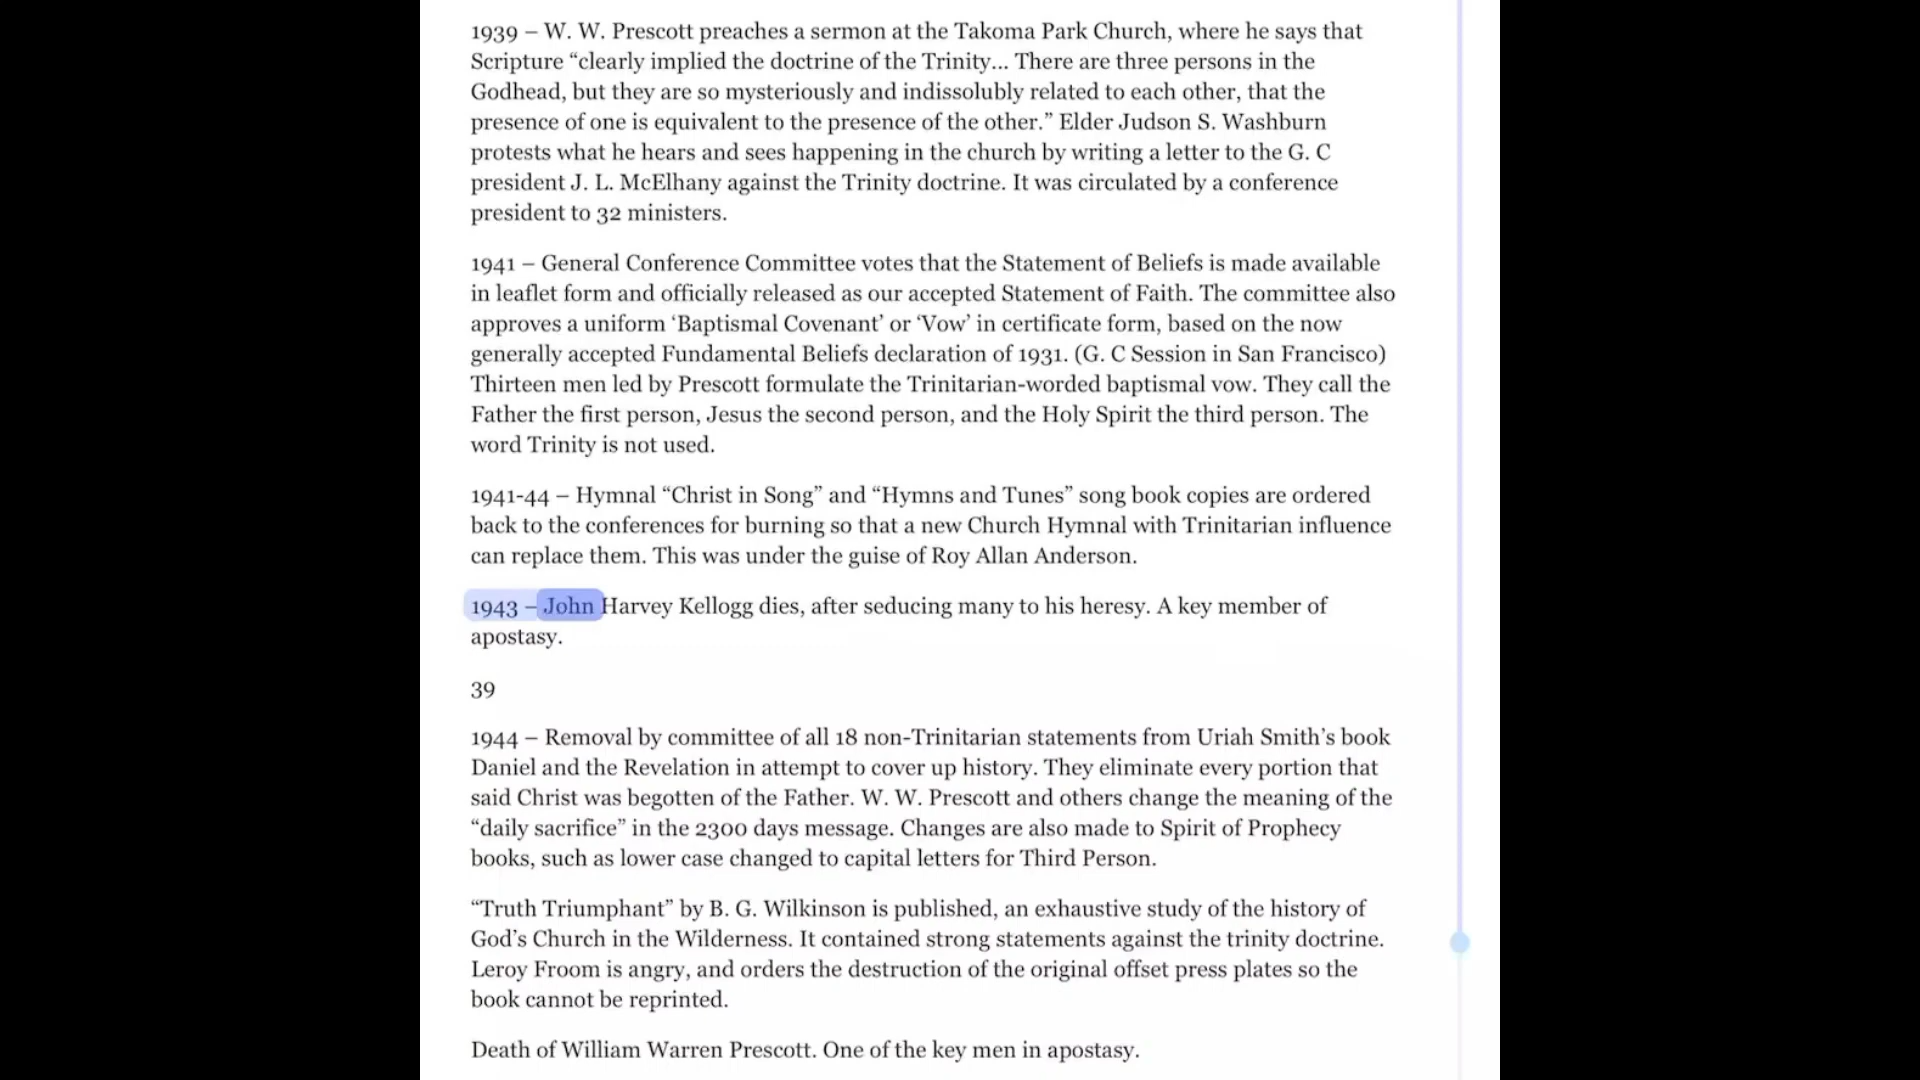 1939 – W. W. Prescott preaches a sermon at the Takoma Park Church, where he says that
Scripture “clearly implied the doctrine of the Trinity... There are three persons in the
Godhead, but they are so mysteriously and indissolubly related to each other, that the
presence of one is equivalent to the presence of the other.” Elder Judson S. Washburn
protests what he hears and sees happening in the church by writing a letter to the G. C
president J. L. McElhany against the Trinity doctrine. It was circulated by a conference
president to 32 ministers.
1941 – General Conference Committee votes that the Statement of Beliefs is made available
in leaflet form and officially released as our accepted Statement of Faith. The committee also
approves a uniform ‘Baptismal Covenant’ or ‘Vow’ in certificate form, based on the now
generally accepted Fundamental Beliefs declaration of 1931. (G. C Session in San Francisco)
Thirteen men led by Prescott formulate the Trinitarian-worded baptismal vow. They call the
Father the first person, Jesus the second person, and the Holy Spirit the third person. The
word Trinity is not used.
1941-44 – Hymnal “Christ in Song” and “Hymns and Tunes” song book copies are ordered
back to the conferences for burning so that a new Church Hymnal with Trinitarian influence
can replace them. This was under the guise of Roy Allan Anderson.
1943 – John Harvey Kellogg dies, after seducing many to his heresy. A key member of
apostasy.
39
1944 – Removal by committee of all 18 non-Trinitarian statements from Uriah Smith’s book
Daniel and the Revelation in attempt to cover up history. They eliminate every portion that
said Christ was begotten of the Father. W. W. Prescott and others change the meaning of the
“daily sacrifice” in the 2300 days message. Changes are also made to Spirit of Prophecy
books, such as lower case changed to capital letters for Third Person.
“Truth Triumphant” by B. G. Wilkinson is published, an exhaustive study of the history of
God’s Church in the Wilderness. It contained strong statements against the trinity doctrine.
Leroy Froom is angry, and orders the destruction of the original offset press plates so the
book cannot be reprinted.
Death of William Warren Prescott. One of the key men in apostasy.